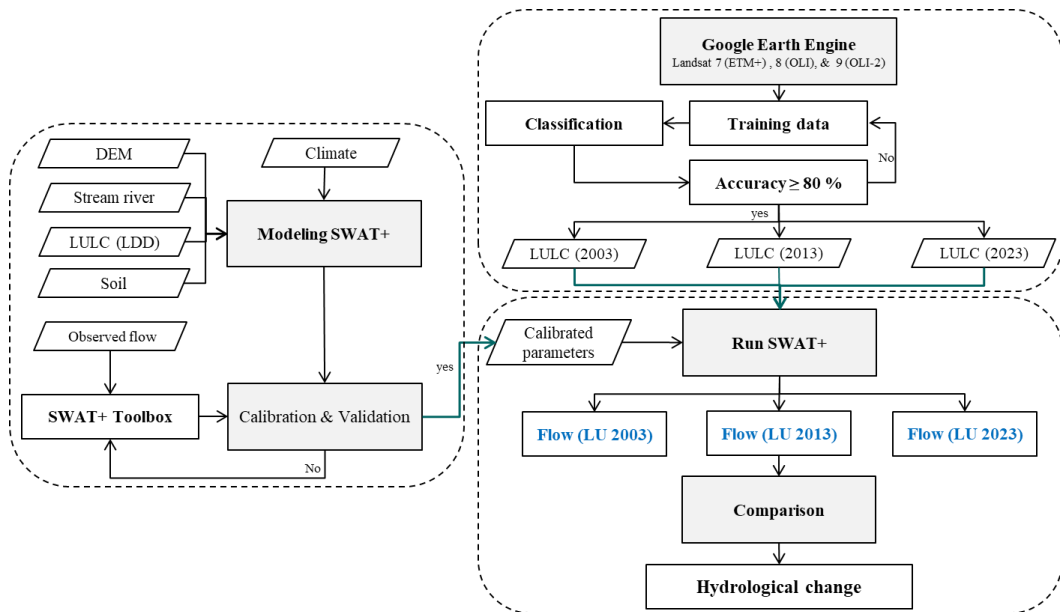 Google Earth Engine
Landsat 7 (ETM+) , 8 (OLI), & 9 (OLI-2)
Classification
Training data
No
Accuracy ≥ 80 %
yes
LULC (2003)
LULC (2013)
LULC (2023)
DEM
Climate
Stream river
Modeling SWAT+
LULC (LDD)
Soil
Observed flow
SWAT+ Toolbox
Calibration & Validation
No
yes
Calibrated
parameters
Run SWAT+
Flow (LU 2003)
Flow (LU 2013)
Flow (LU 2023)
Comparison
Hydrological change